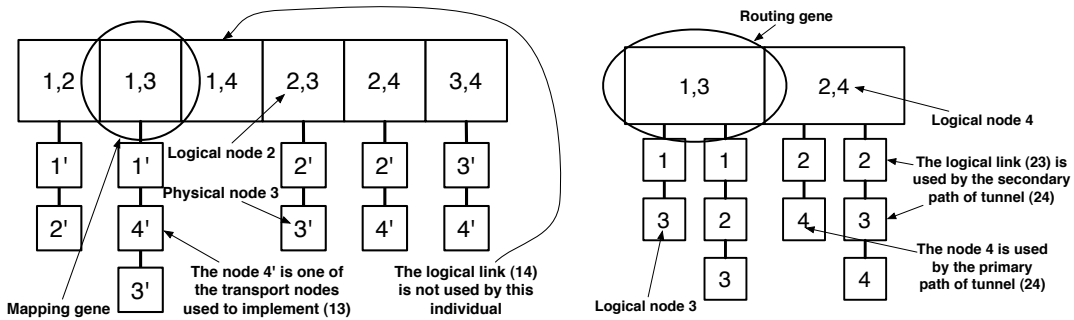 Routing gene
1,2 1,3 1,4 2,3 2,4 3,4
1,3 2,4
Logical node 2
Logical node 4
1' 1' 2' 2' 3'
1 1 2 2
Physical node 3
The logical link (23) is
used by the secondary
path of tunnel (24)
2' 4' 3' 4' 4'
3 2 4 3
3'
3 4
The node 4' is one of
the transport nodes
used to implement (13)
The logical link (14)
is not used by this
individual
The node 4 is used
by the primary
path of tunnel (24)
Mapping gene
Logical node 3